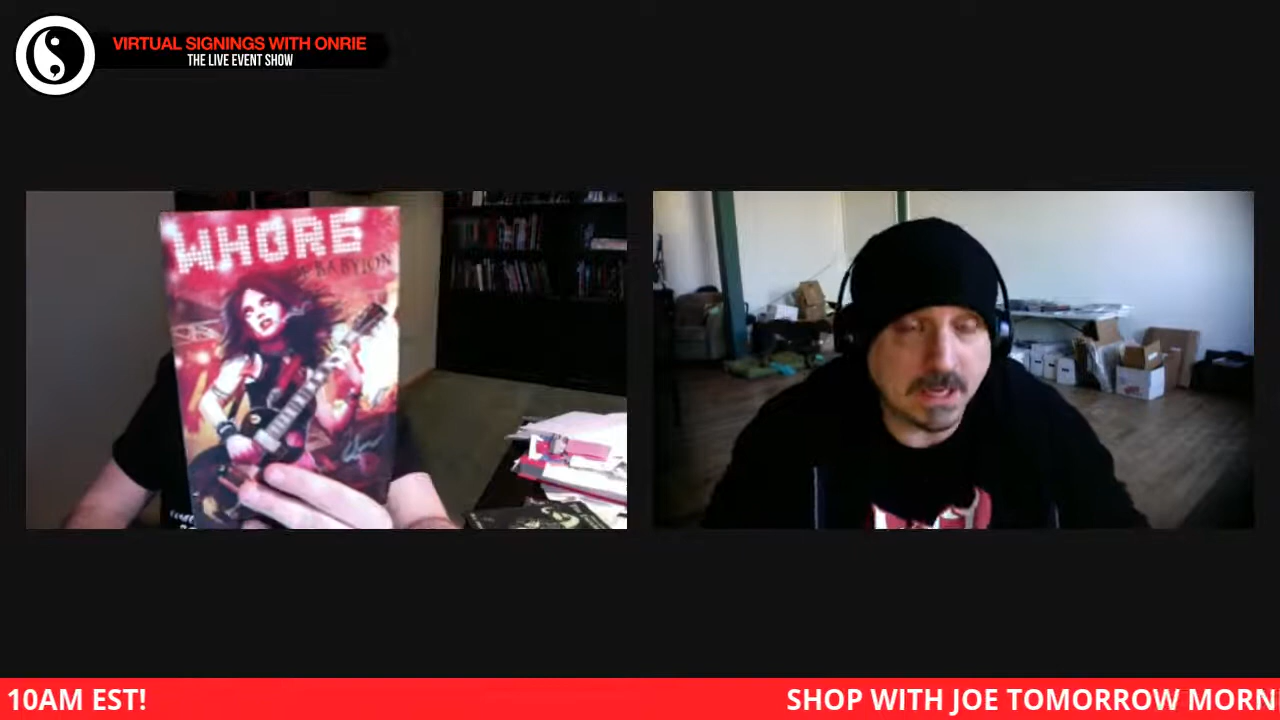 VIRTUAL SIGNINGS WITH ONRIE
THE LIVE EVENT SHOW
WHORE
BABYLON
10AM EST!
SHOP WITH JOE TOMORROW MORN